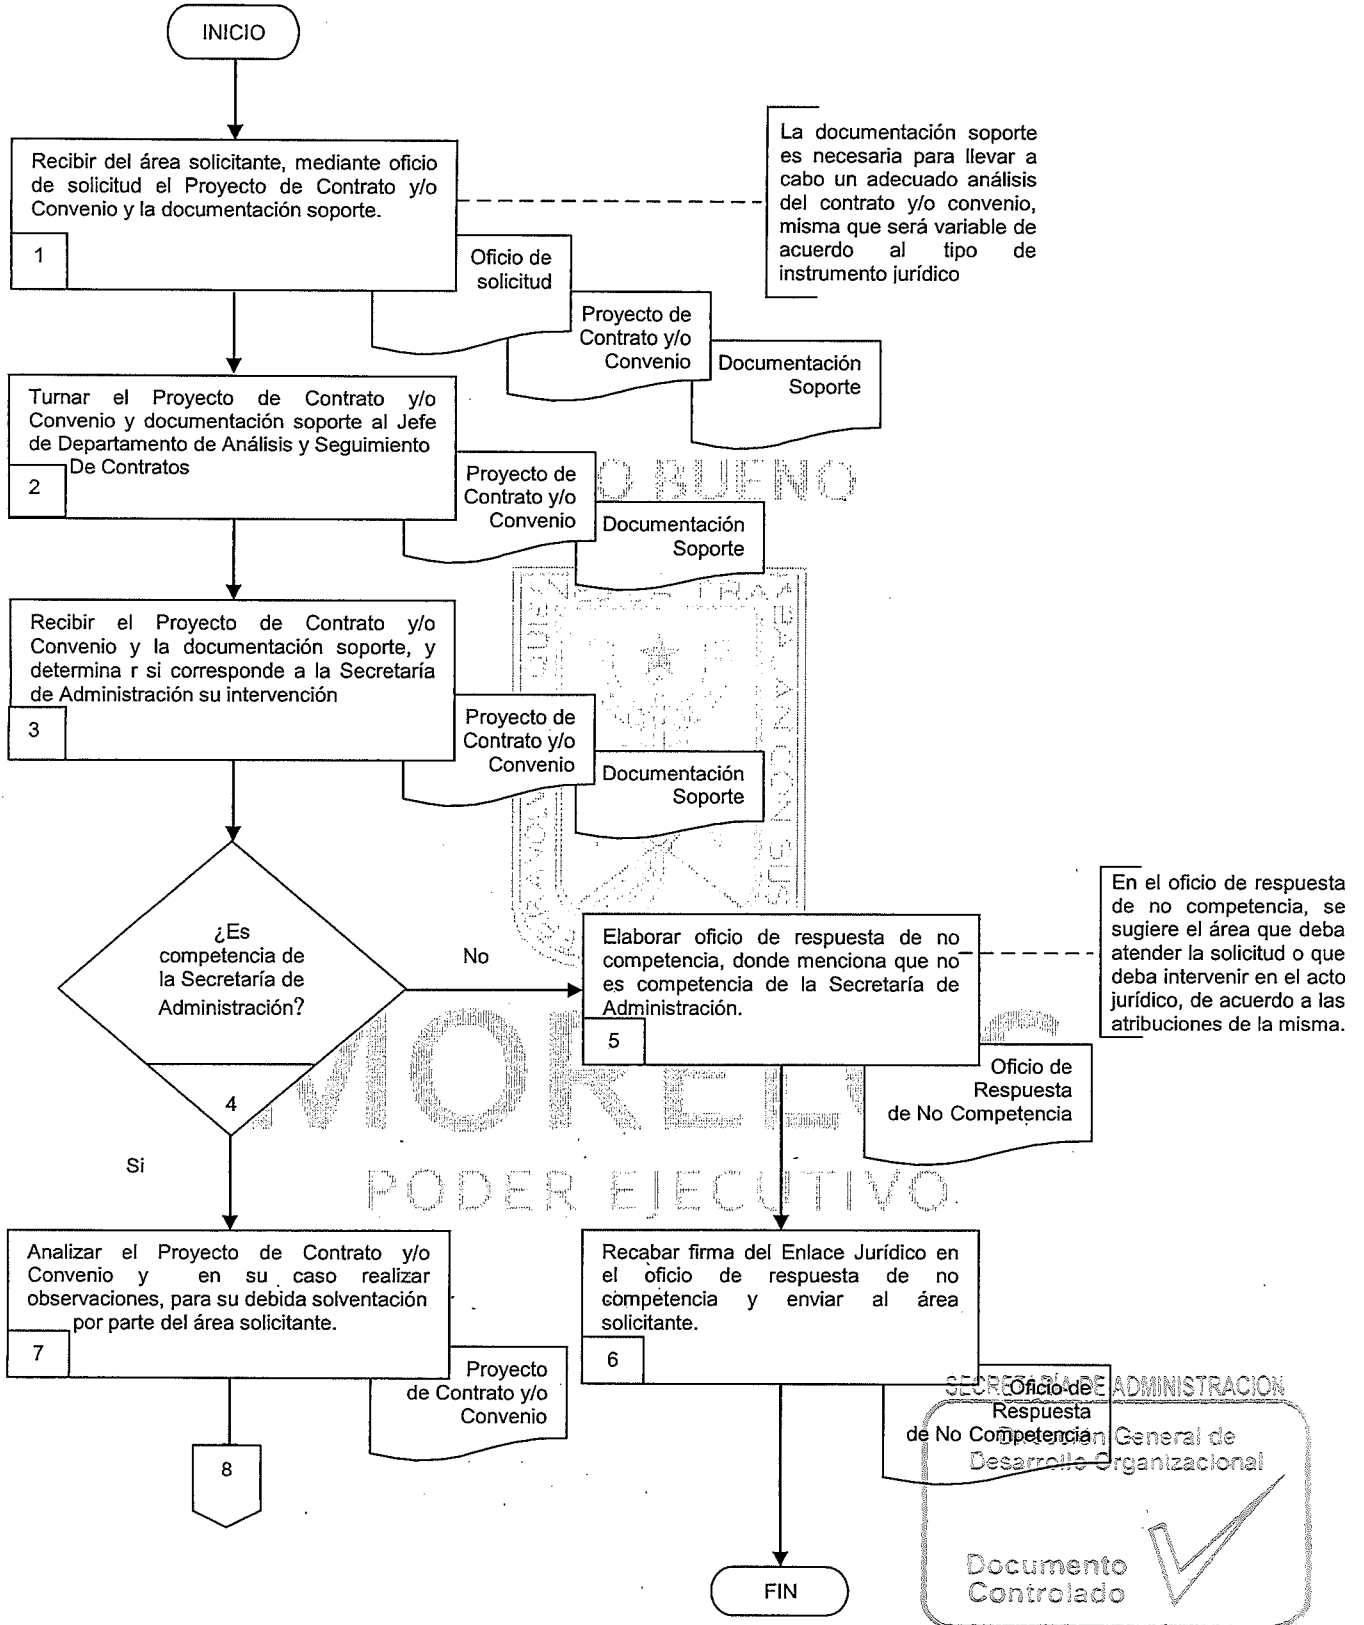 INICIO
Recibir del área solicitante, mediante oficio
de solicitud el Proyecto de Contrato y/o
Convenio y la documentación soporte.
1
La documentación soporte
es necesaria para llevar a
cabo un adecuado análisis
del contrato y/o convenio,
misma que será variable de
acuerdo al tipo de
instrumento jurídico
Oficio de
solicitud
Proyecto de
Contrato y/o
Convenio
Documentación
Soporte
Turnar el Proyecto de Contrato y/o
Convenio y documentación soporte al Jefe
de Departamento de Análisis y Seguimiento
De Contratos
2
Proyecto de
Contrato y/o
Convenio
Documentación
Soporte
O BUENO
Recibir el Proyecto de Contrato y/o
Convenio y la documentación soporte, y
determina r si corresponde a la Secretaría
de Administración su intervención
3
Proyecto de
Contrato y/o
Convenio
Documentación
Soporte
¿Es
competencia de
la Secretaría de
Administración?
4
No
Si
Elaborar oficio de respuesta de no
competencia, donde menciona que no
es competencia de la Secretaría de
Administración.
5
En el oficio de respuesta
de no competencia, se
sugiere el área que deba
atender la solicitud o que
deba intervenir en el acto
jurídico, de acuerdo a las
atribuciones de la misma.
Oficio de
Respuesta
de No Competencia
PODER EJECUTIVO
Analizar el Proyecto de Contrato y/o
Convenio y en su caso realizar
observaciones, para su debida solventación
por parte del área solicitante.
7
Proyecto
de Contrato y/o
Convenio
8
Recabar firma del Enlace Jurídico en
el oficio de respuesta de no
competencia y enviar al área
solicitante.
6
Oficio de
Respuesta
de No Competencia
FIN
SECRETARÍA DE ADMINISTRACION
Dirección General de
Desarrollo Organizacional
Documento
Controlado